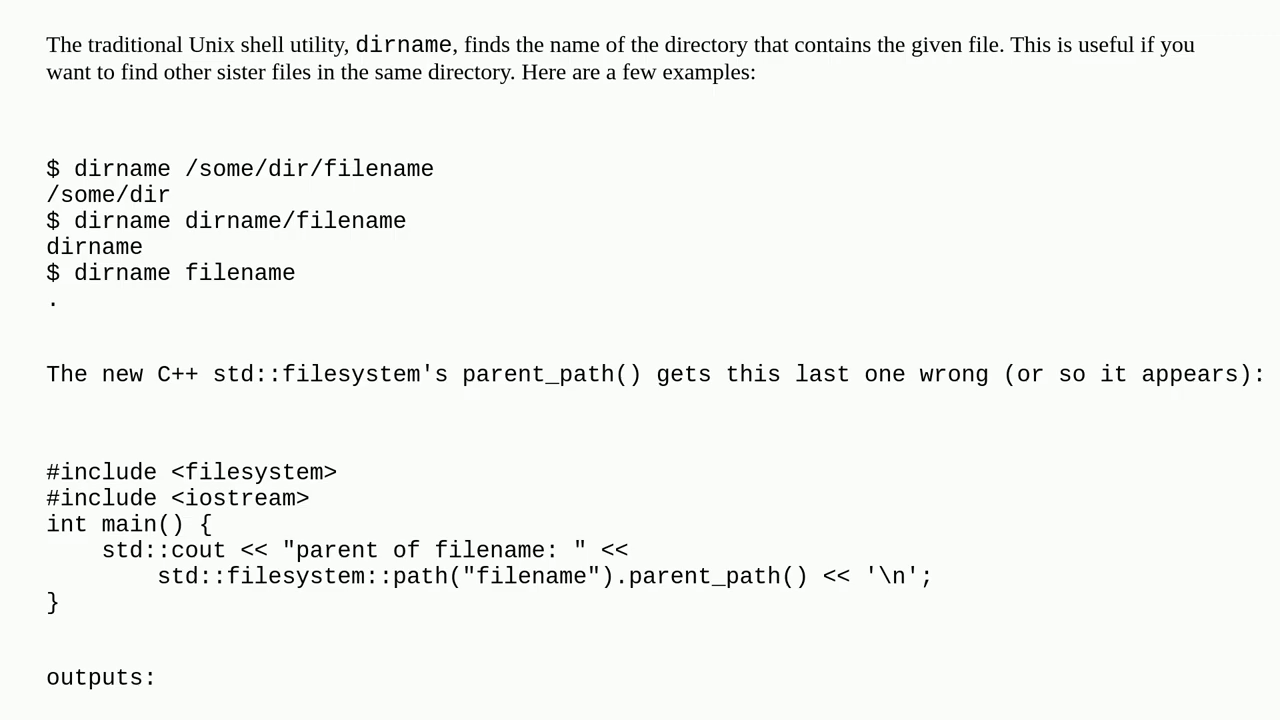 The traditional Unix shell utility, dirname, finds the name of the directory that contains the given file. This is useful if you
want to find other sister files in the same directory. Here are a few examples:
$ dirname /some/dir/filename
/some/dir
$ dirname dirname/filename
dirname
$ dirname filename
.
The new C++ std::filesystem's parent_path() gets this last one wrong (or so it appears):
#include <filesystem>
#include <iostream>
int main() {
    std::cout << "parent of filename: " <<
        std::filesystem::path("filename").parent_path() << '\n';
}
outputs: